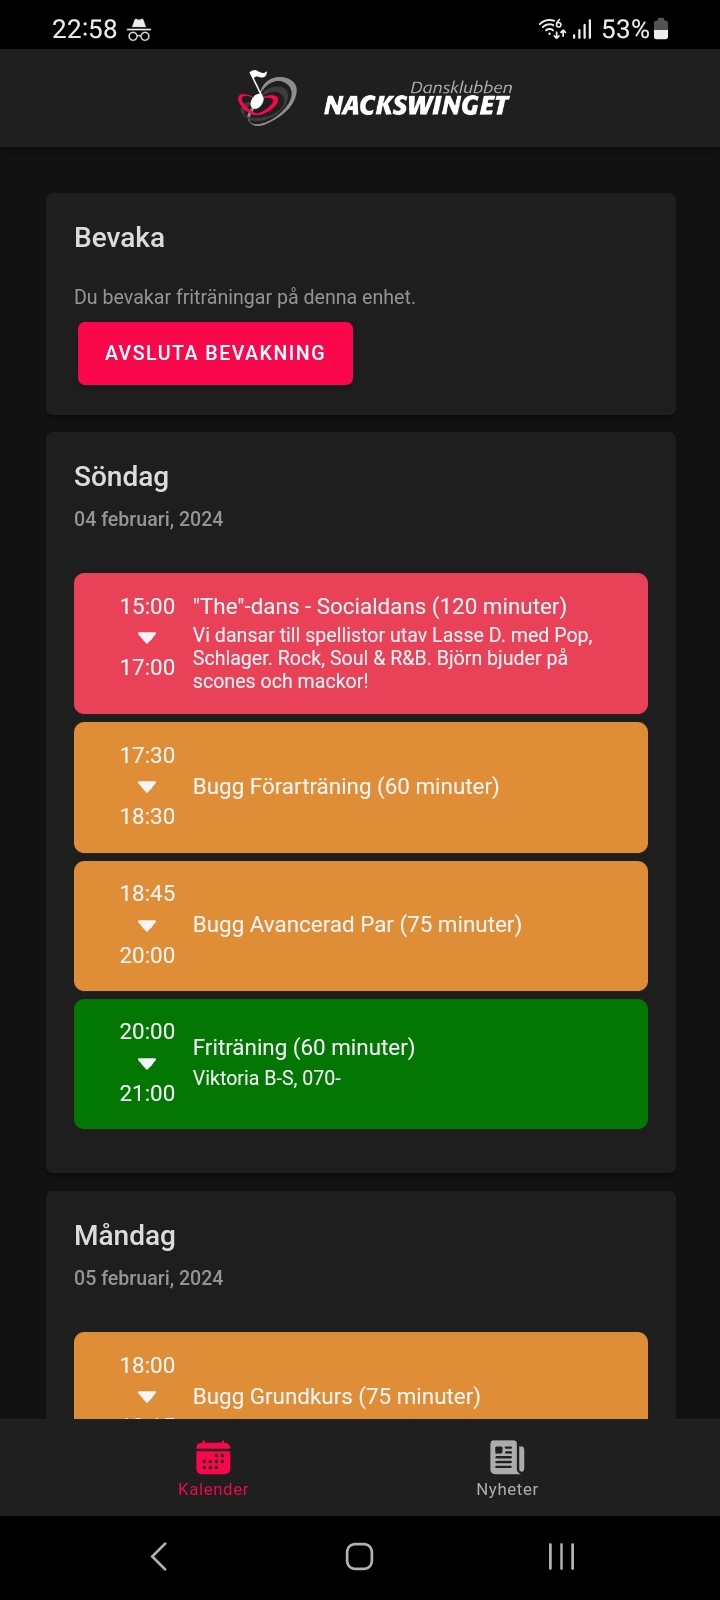 22:58
6
53%
Dansklubben
NACKSWINGET
Bevaka
Du bevakar friträningar på denna enhet.
AVSLUTA BEVAKNING
Söndag
04 februari, 2024
15:00
17:00
"The"-dans - Socialdans (120 minuter)
Vi dansar till spellistor utav Lasse D. med Pop,
Schlager. Rock, Soul & R&B. Björn bjuder på
scones och mackor!
17:30
18:30
Bugg Förarträning (60 minuter)
18:45
20:00
Bugg Avancerad Par (75 minuter)
20:00
21:00
Friträning (60 minuter)
Viktoria B-S, 070-
Måndag
05 februari, 2024
18:00
Bugg Grundkurs (75 minuter)
Kalender
Nyheter